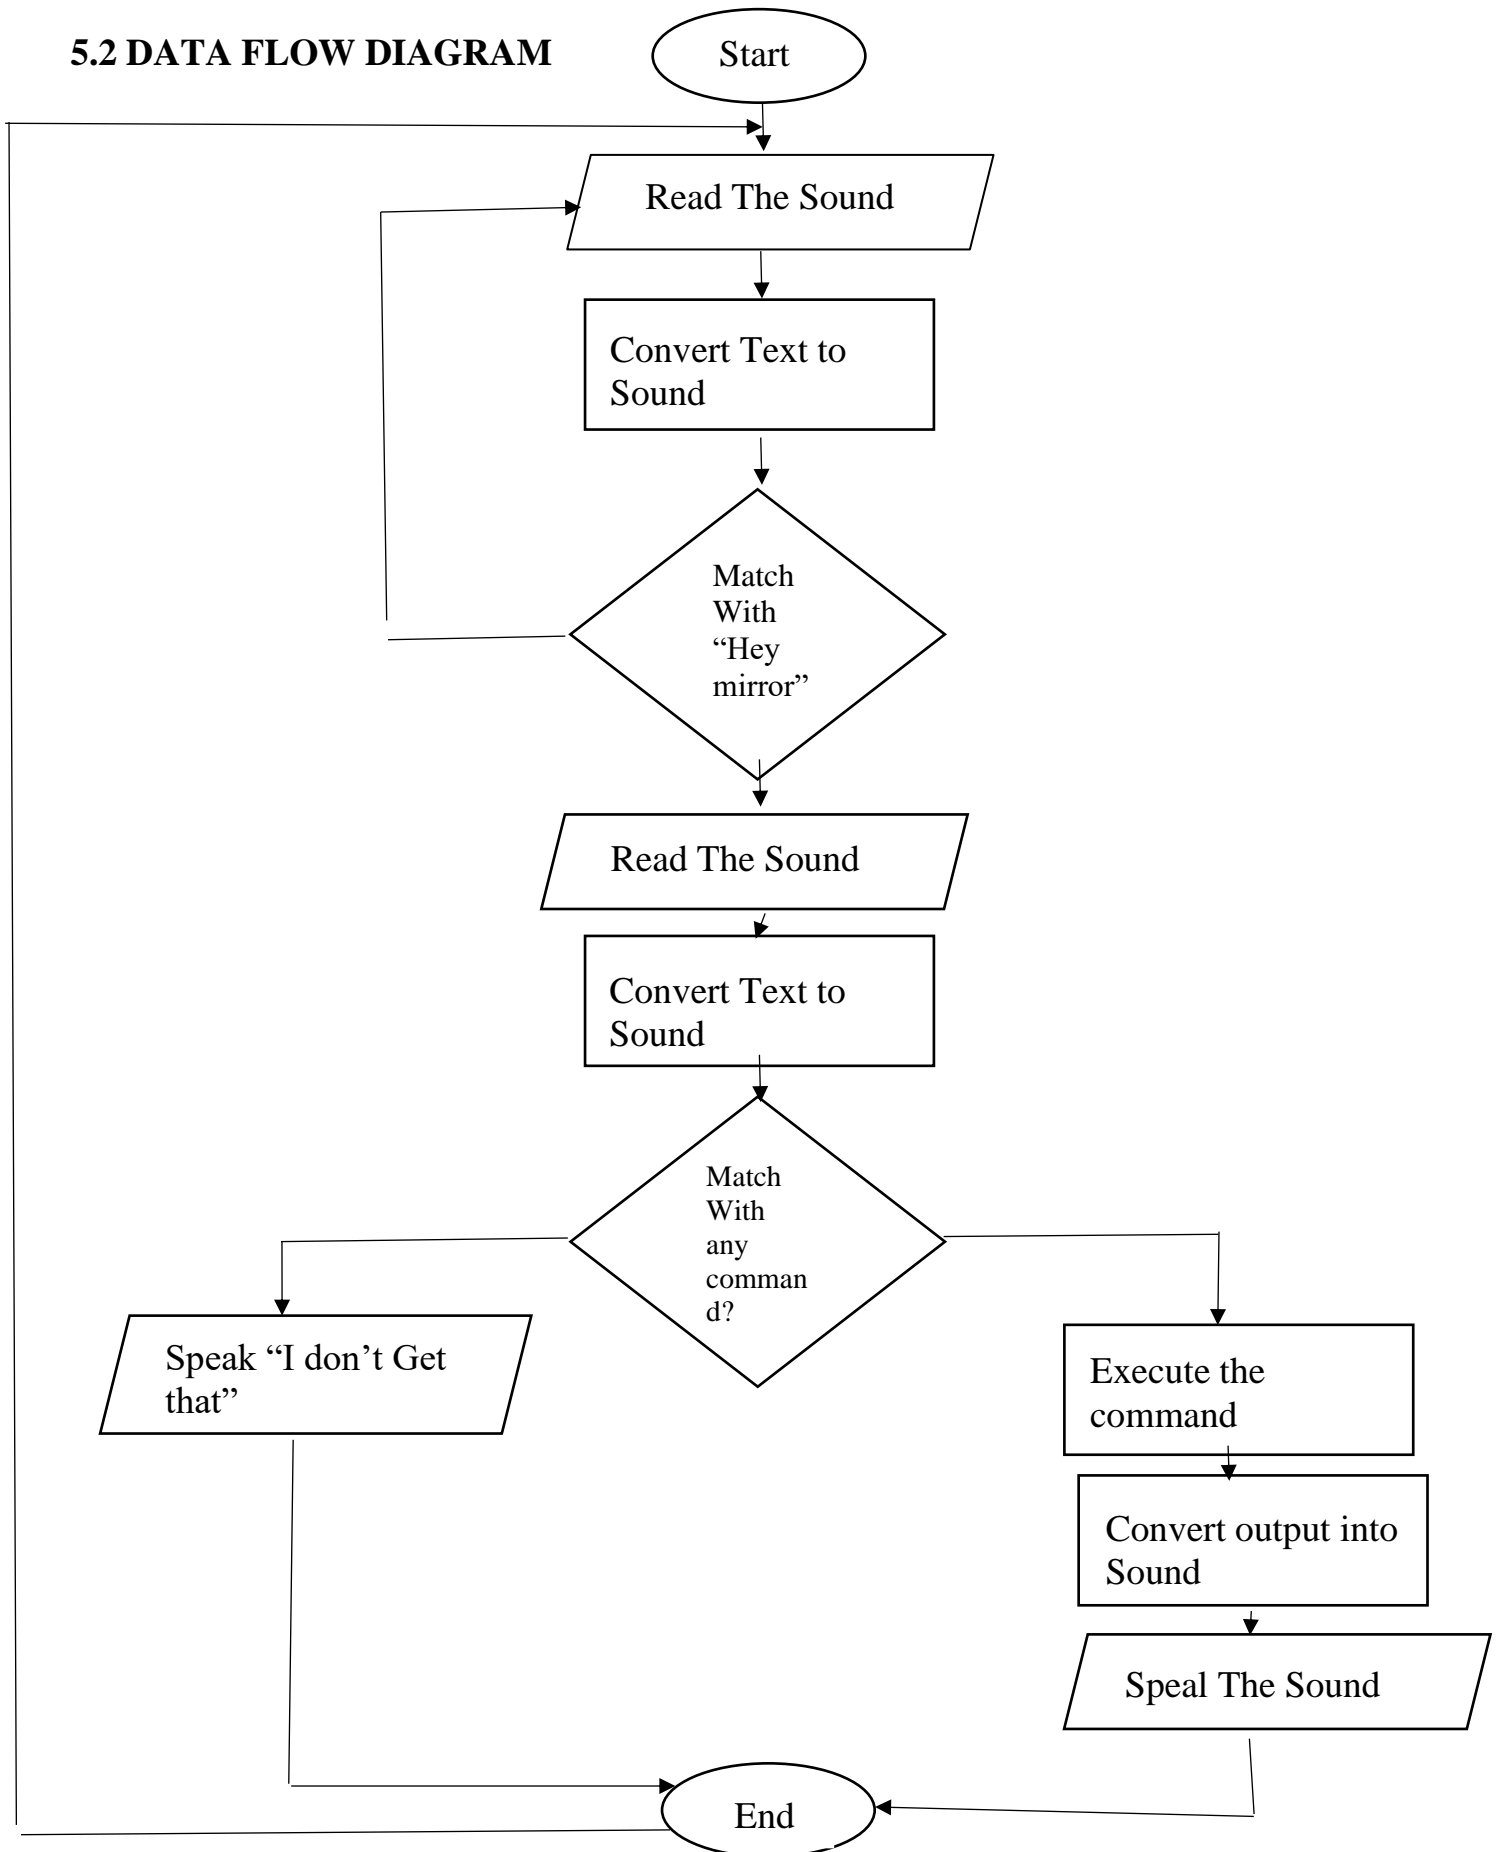 5.2 DATA FLOW DIAGRAM
Start
Read The Sound
Convert Text to
Sound
Match
With
“Hey
mirror”
Read The Sound
Convert Text to
Sound
Match
With
any
comman
d?
Speak “I don’t Get
that”
Execute the
command
Convert output into
Sound
Speal The Sound
End